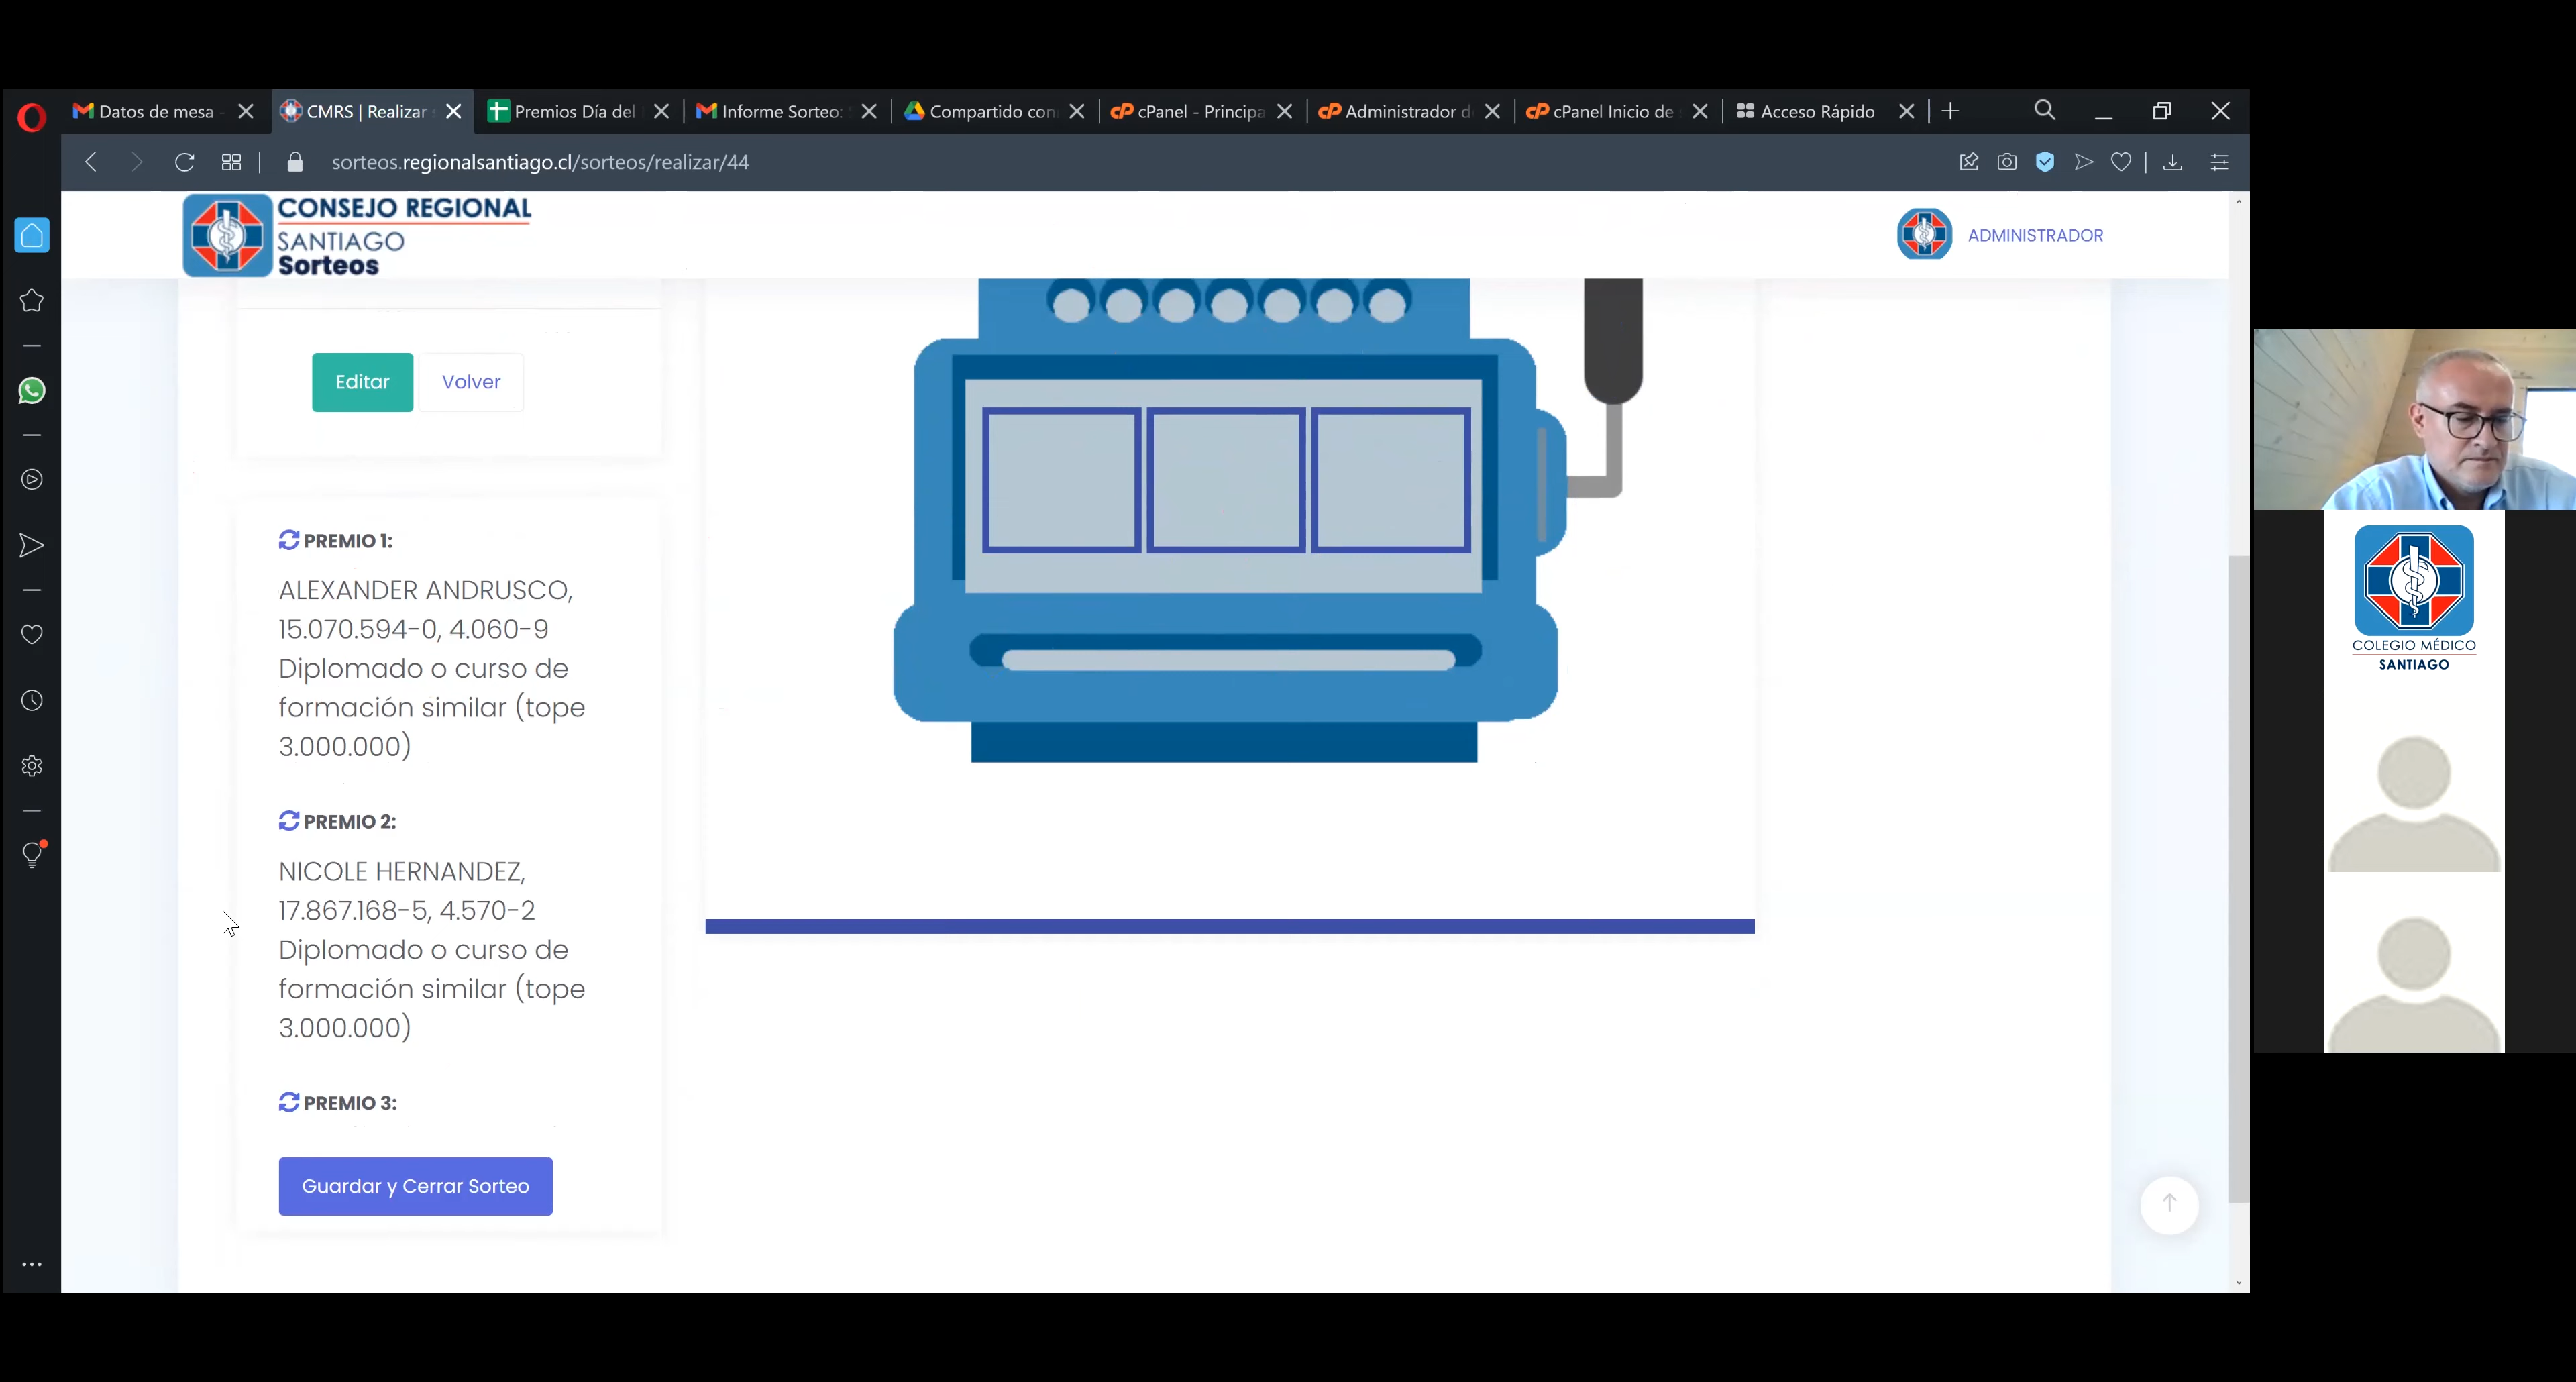 Datos de mesa -
CMRS | Realizar s
Premios Día del
Informe Sorteo:
Compartido con
cPanel - Principa
Administrador d
cPanel Inicio de
Acceso Rápido
sorteos.regionalsantiago.cl/sorteos/realizar/44
CONSEJO REGIONAL
SANTIAGO
Sorteos
ADMINISTRADOR
Editar
Volver
PREMIO 1:
ALEXANDER ANDRUSCO,
15.070.594-0, 4.060-9
Diplomado o curso de
formación similar (tope
3.000.000)
PREMIO 2:
NICOLE HERNANDEZ,
17.867.168-5, 4.570-2
Diplomado o curso de
formación similar (tope
3.000.000)
PREMIO 3:
Guardar y Cerrar Sorteo
COLEGIO MÉDICO
SANTIAGO